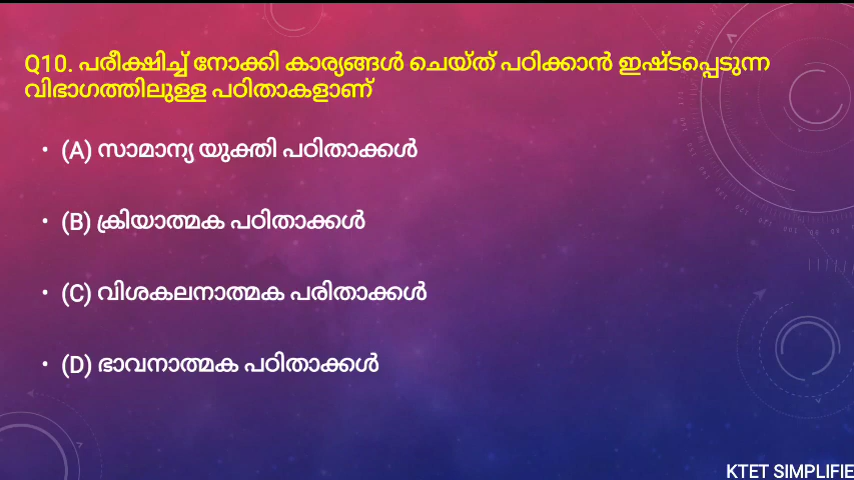 Q10. പരീക്ഷിച്ച് നോക്കി കാര്യങ്ങൾ ചെയ്ത് പഠിക്കാൻ ഇഷ്ടപ്പെടുന്ന
വിഭാഗത്തിലുള്ള പഠിതാകളാണ്
• (A) സാമാന്യ യുക്തി പഠിതാക്കൾ
• (B) ക്രിയാത്മക പഠിതാക്കൾ
• (C) വിശകലനാത്മക പരിതാക്കൾ
• (D) ഭാവനാത്മക പഠിതാക്കൾ
KTET SIMPLIFIE